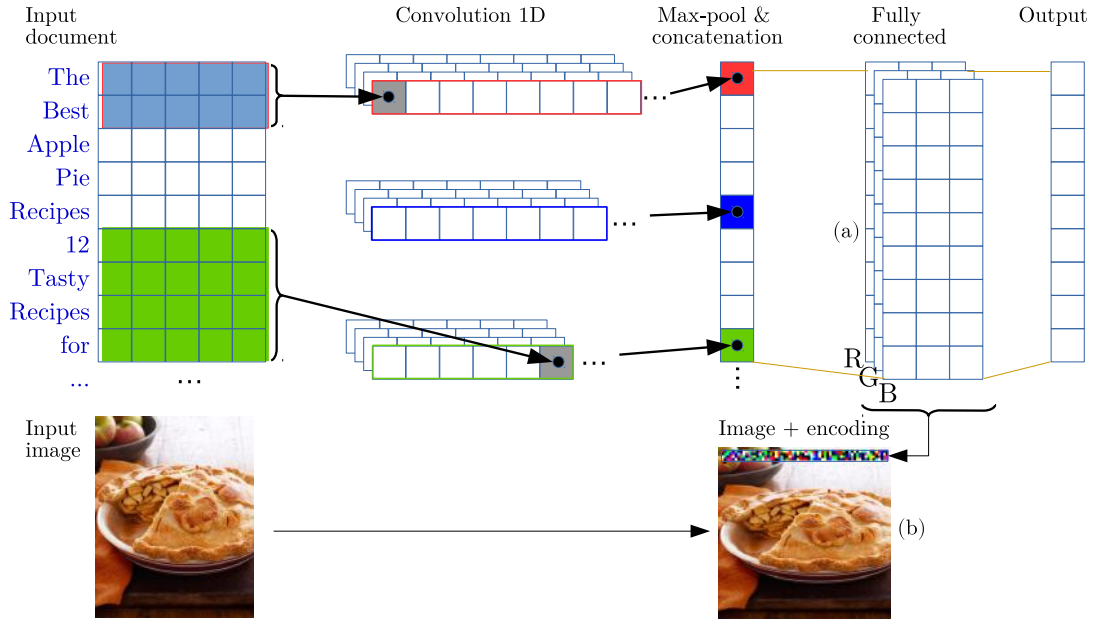 Input
document
Convolution 1D
Max-pool &
concatenation
Fully
connected
Output
The
Best
Apple
Pie
Recipes
12
Tasty
Recipes
for
...
...
...
...
...
(a)
R
G
B
Input
image
Image + encoding
(b)